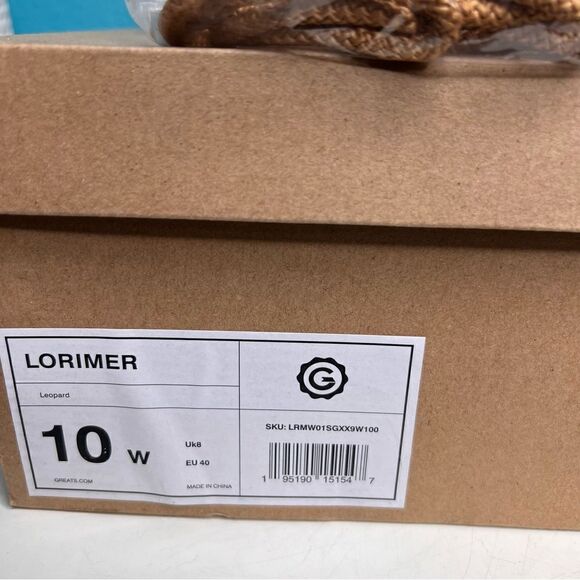 LORIMER
Leopard
10 W
Uk8
EU 40
GREATS.COM
MADE IN CHINA
G
SKU: LRMW01SGXX9W100
1 95190 15154 7